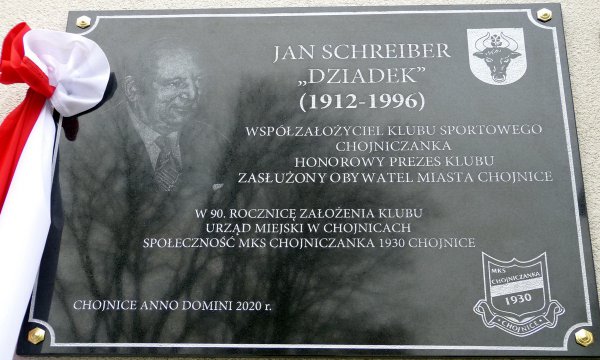 JAN SCHREIBER
„DZIADEK”
(1912-1996)
WSPÓŁZAŁOŻYCIEL KLUBU SPORTOWEGO
CHOJNICZANKA
HONOROWY PREZES KLUBU
ZASŁUŻONY OBYWATEL MIASTA CHOJNICE
W 90. ROCZNICĘ ZAŁOŻENIA KLUBU
URZĄD MIEJSKI W CHOJNICACH
SPOŁECZNOŚĆ MKS CHOJNICZANKA 1930 CHOJNICE
MKS
CHOJNICZANKA
1930
CHOJNICE
CHOJNICE ANNO DOMINI 2020 r.